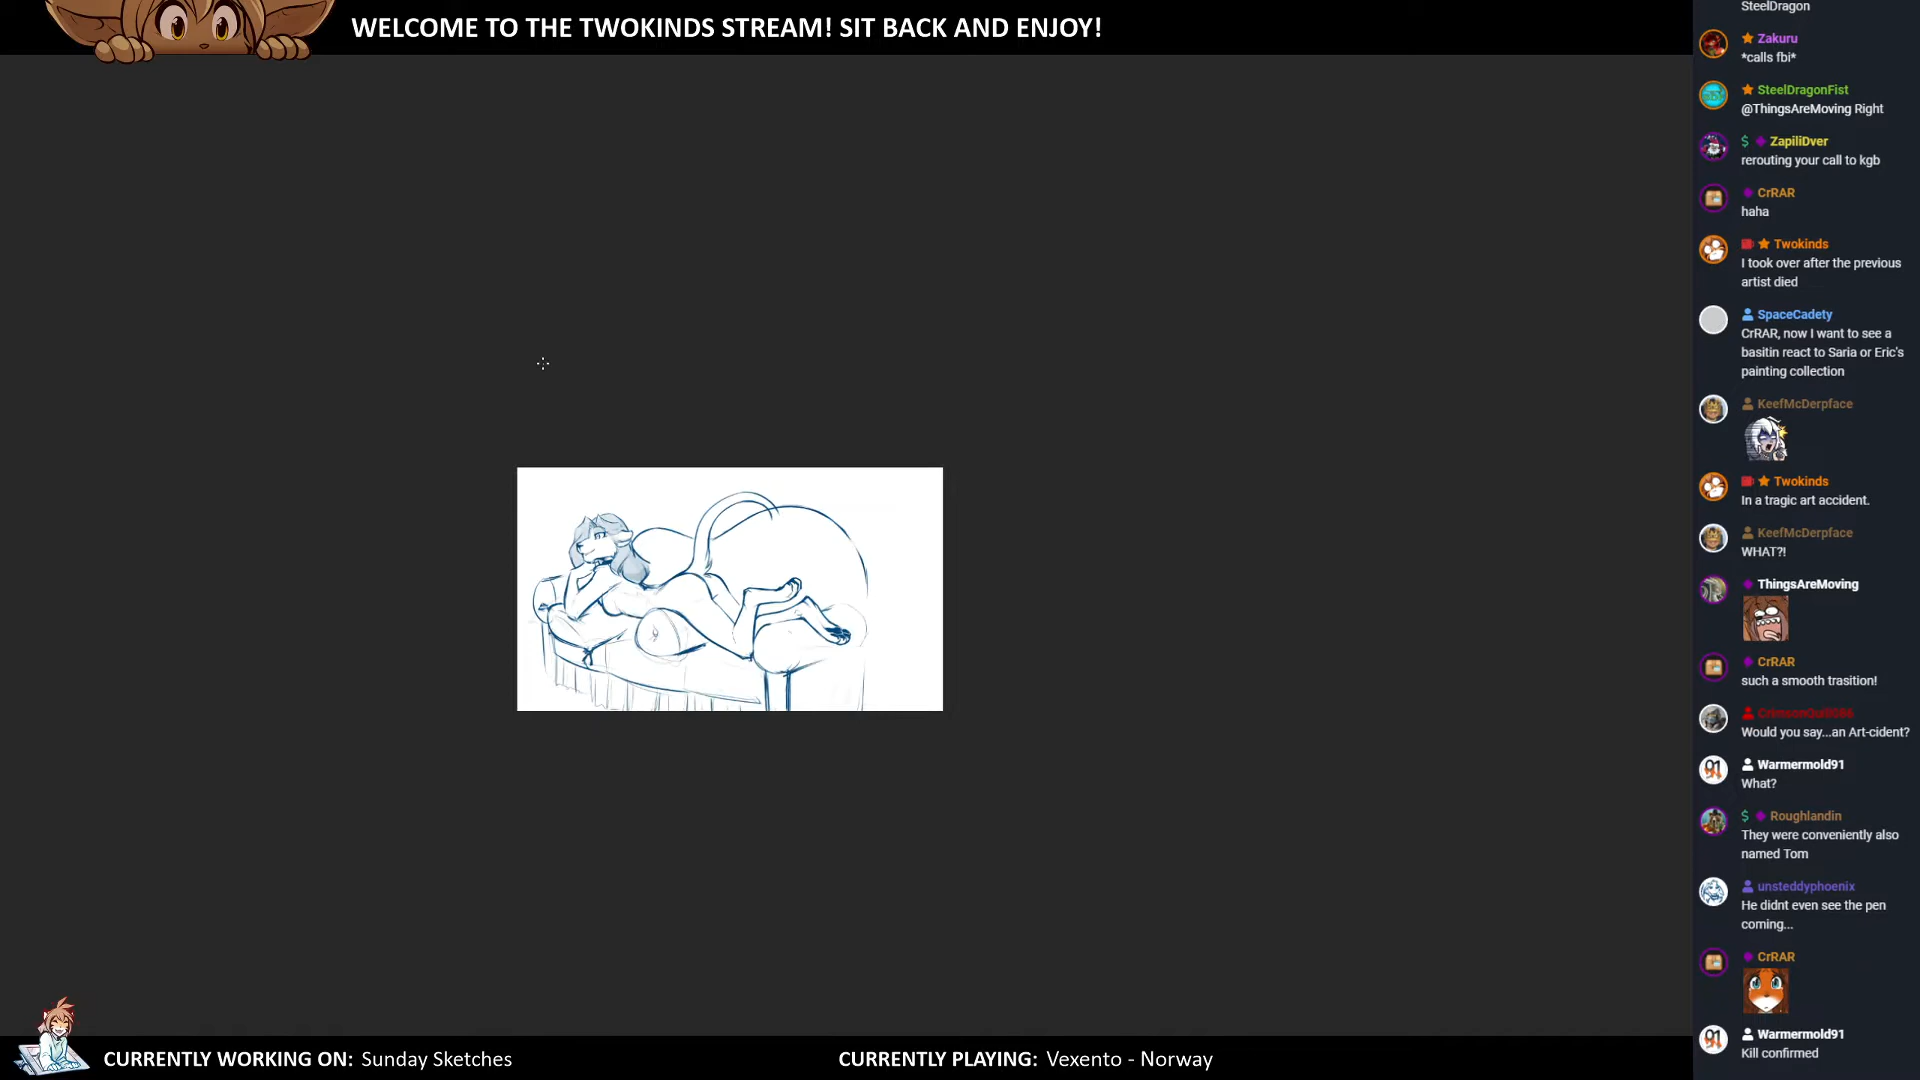 WELCOME TO THE TWOKINDS STREAM! SIT BACK AND ENJOY!
SteelDragon
Zakuru
*calls fbi*
SteelDragonFist
@ThingsAreMoving Right
$ ZapiliDver
rerouting your call to kgb
CrRAR
haha
Twokinds
I took over after the previous
artist died
SpaceCadety
CrRAR, now I want to see a
basitin react to Saria or Eric's
painting collection
KeefMcDerpface
Twokinds
In a tragic art accident.
KeefMcDerpface
WHAT?!
ThingsAreMoving
CrRAR
such a smooth trasition!
Would you say...an Art-cident?
Warmermold91
What?
$ Roughlandin
They were conveniently also
named Tom
unsteddyphoenix
He didnt even see the pen
coming...
CrRAR
Warmermold91
Kill confirmed
CURRENTLY WORKING ON: Sunday Sketches
CURRENTLY PLAYING: Vexento - Norway